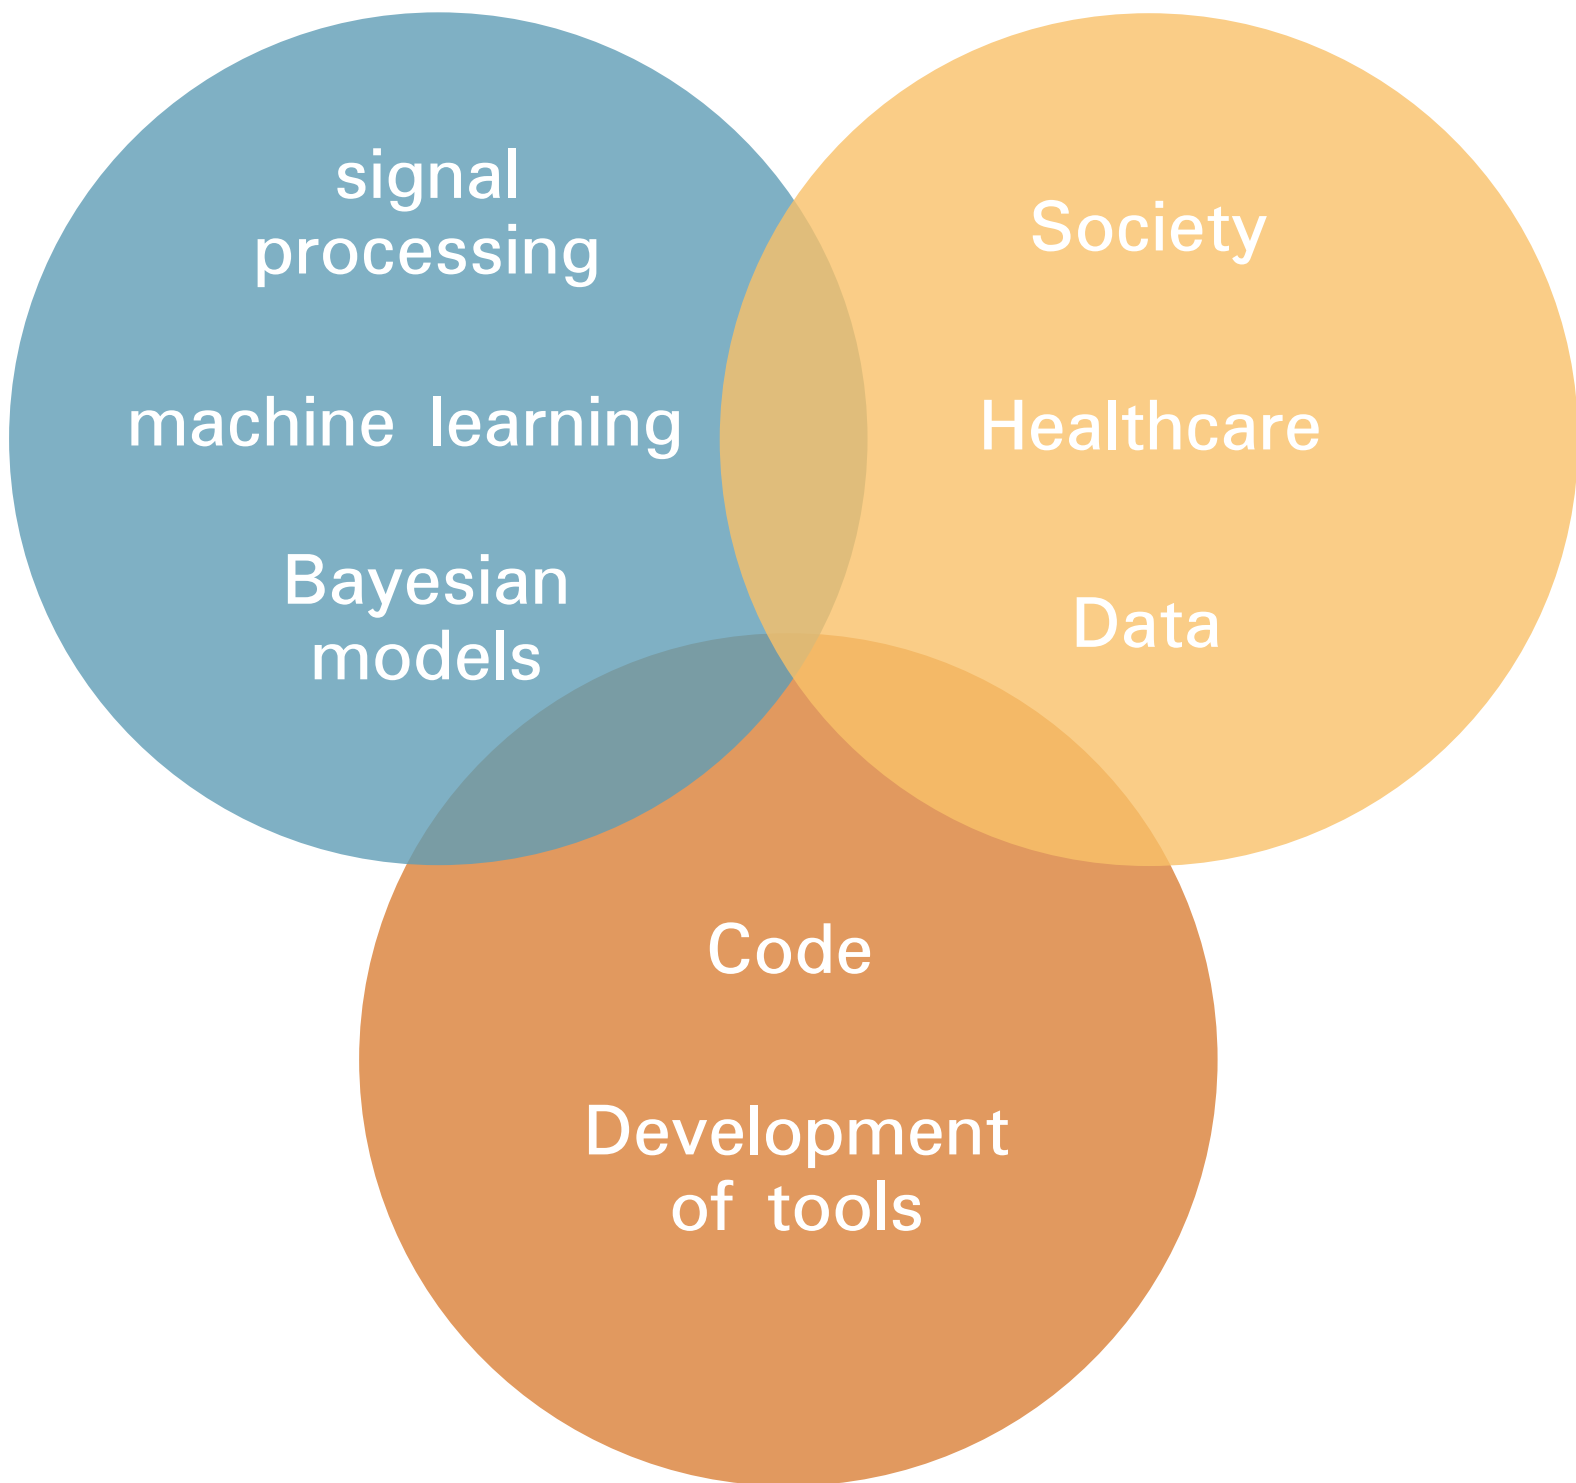 signal
processing
machine learning
Bayesian
models
Society
Healthcare
Data
Code
Development
of tools